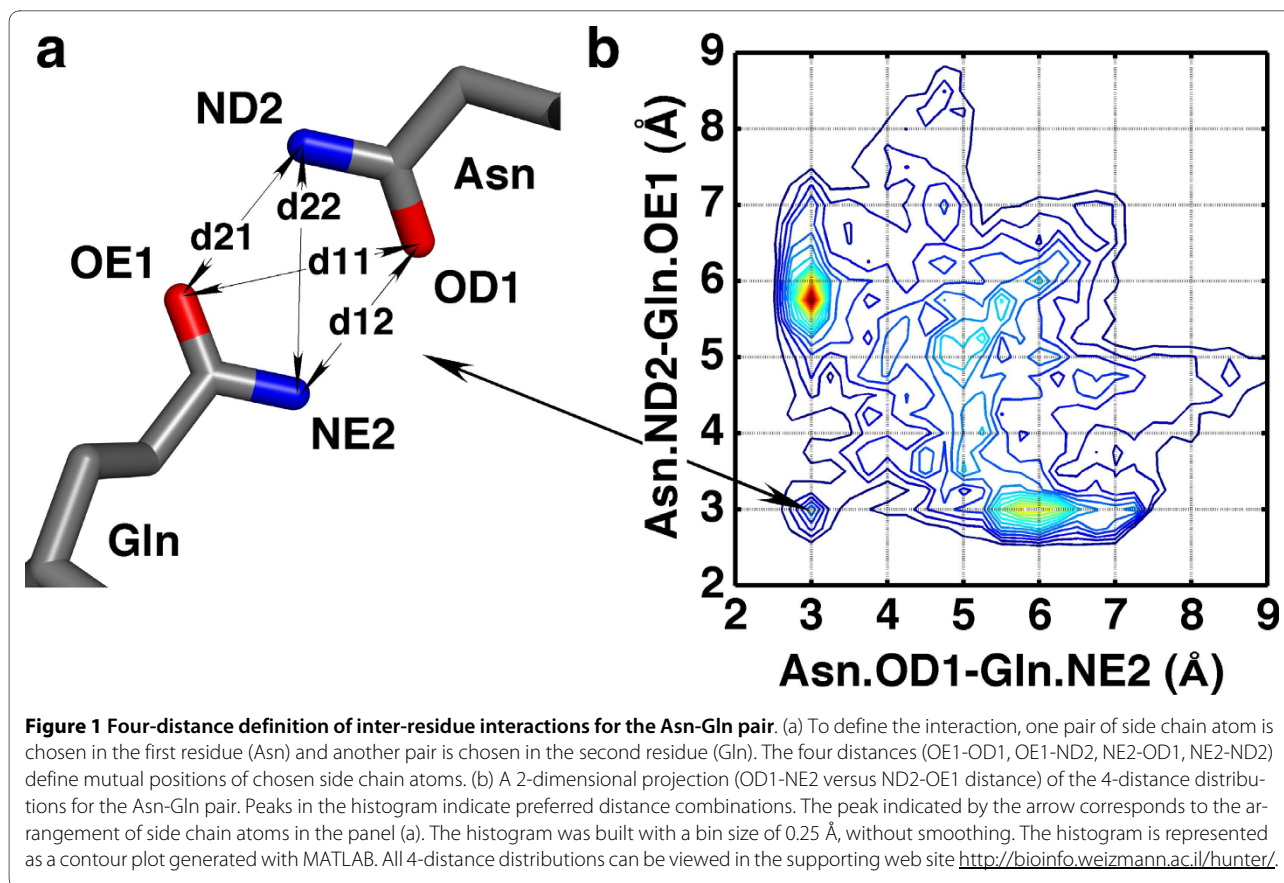 a
ND2
Asn
d22
d21
OE1
d11
OD1
d12
NE2
Gln
b
Asn.ND2-Gln.OE1 (Å)
9
8
7
6
5
4
3
2
2 3 4 5 6 7 8 9
Asn.OD1-Gln.NE2 (Å)
Figure 1 Four-distance definition of inter-residue interactions for the Asn-Gln pair. (a) To define the interaction, one pair of side chain atom is
chosen in the first residue (Asn) and another pair is chosen in the second residue (Gln). The four distances (OE1-OD1, OE1-ND2, NE2-OD1, NE2-ND2)
define mutual positions of chosen side chain atoms. (b) A 2-dimensional projection (OD1-NE2 versus ND2-OE1 distance) of the 4-distance distribu-
tions for the Asn-Gln pair. Peaks in the histogram indicate preferred distance combinations. The peak indicated by the arrow corresponds to the ar-
rangement of side chain atoms in the panel (a). The histogram was built with a bin size of 0.25 Å, without smoothing. The histogram is represented
as a contour plot generated with MATLAB. All 4-distance distributions can be viewed in the supporting web site http://bioinfo.weizmann.ac.il/hunter/.